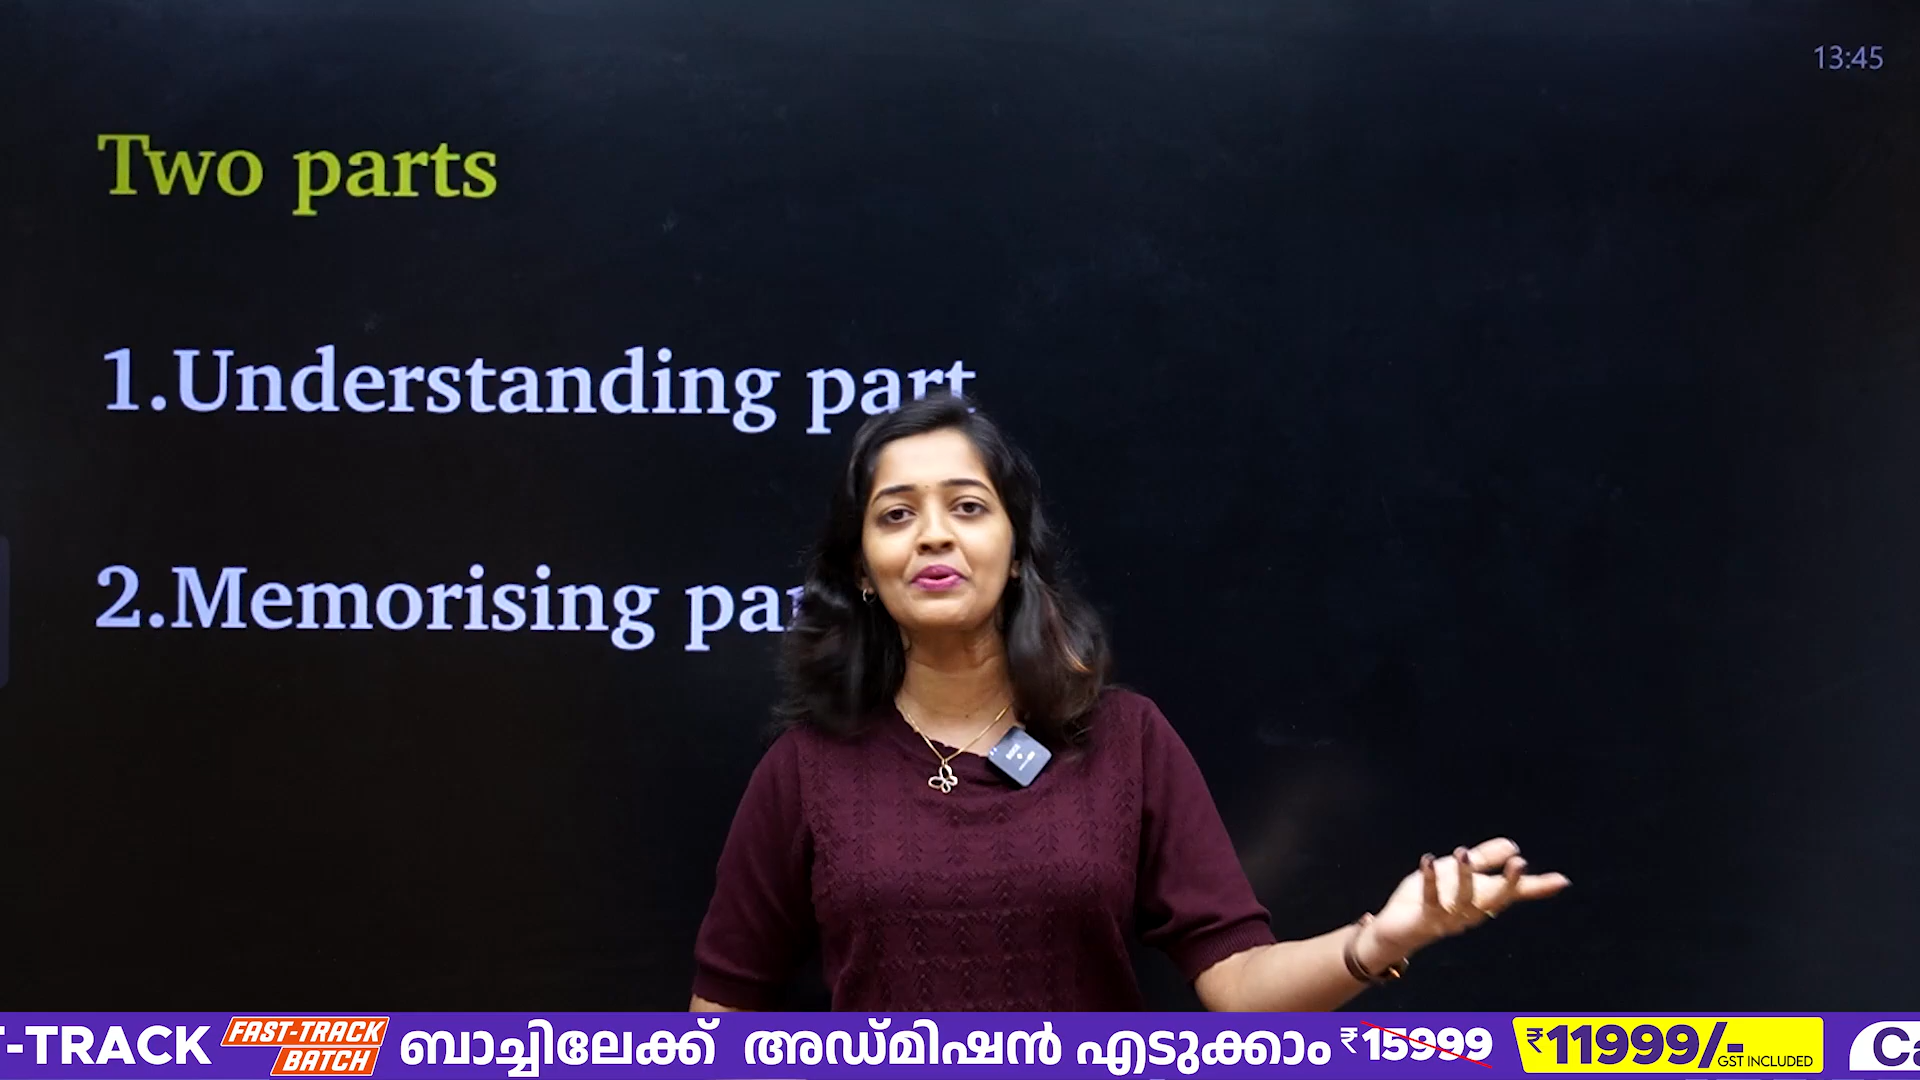 13:45
Two parts
1.Understanding part
2.Memorising
T-TRACK FAST-TRACK BATCH ബാച്ചിലേക്ക് അഡ്മിഷൻ എടുക്കാം ₹15999 ₹11999/- GST INCLUDED